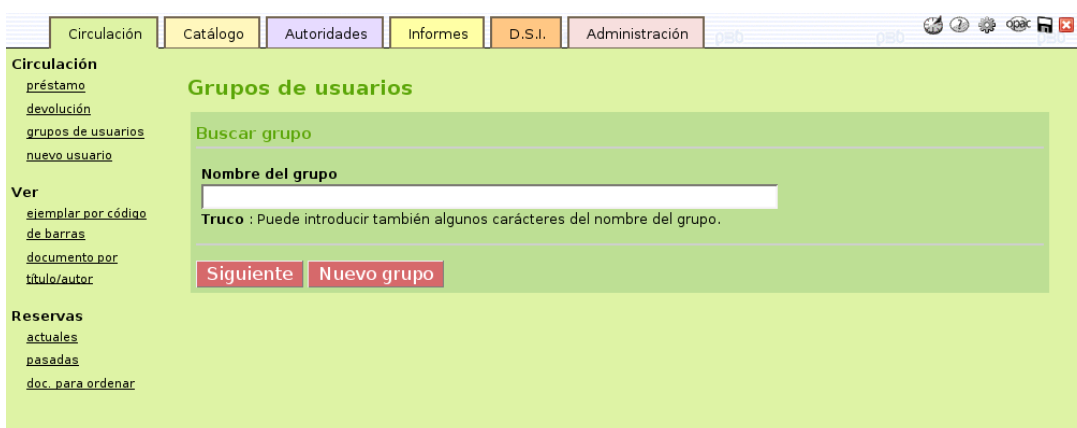 Circulación Catálogo Autoridades Informes D.S.I. Administración opac
Circulación
préstamo
devolución
grupos de usuarios
nuevo usuario
Ver
ejemplar por código
de barras
documento por
título/autor
Reservas
actuales
pasadas
doc. para ordenar
Grupos de usuarios
Buscar grupo
Nombre del grupo
Truco : Puede introducir también algunos carácteres del nombre del grupo.
Siguiente Nuevo grupo